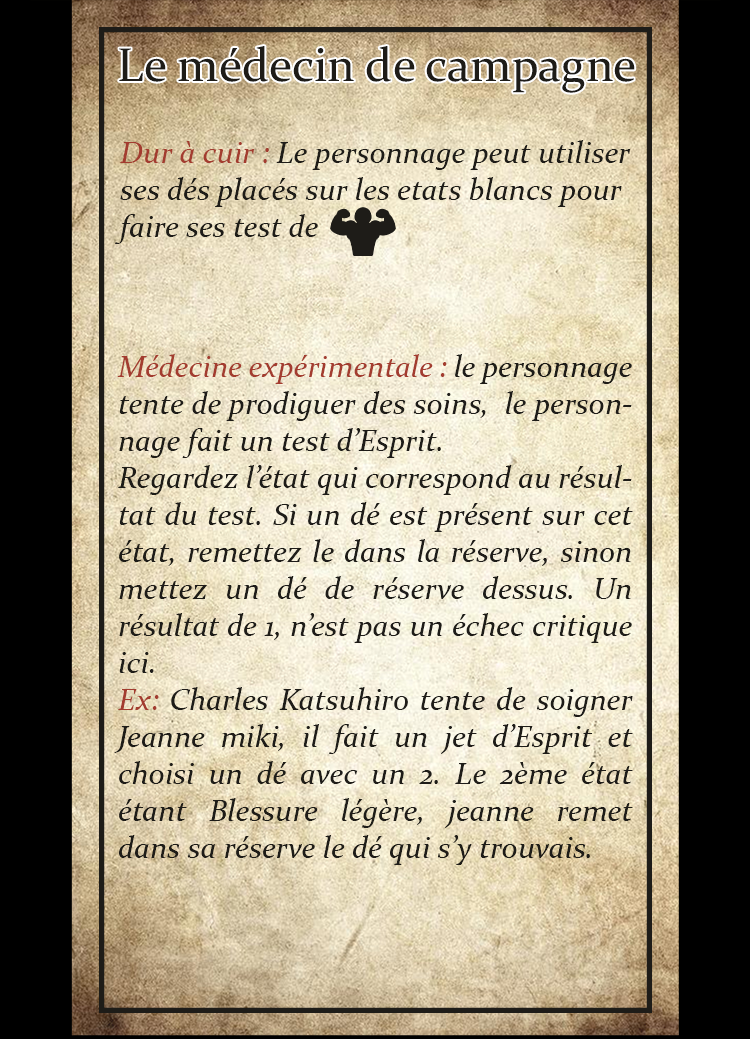 Le médecin de campagne
Dur à cuir : Le personnage peut utiliser
ses dés placés sur les etats blancs pour
faire ses test de
Médecine expérimentale : le personnage
tente de prodiguer des soins,  le person-
nage fait un test d’Esprit.
Regardez l’état qui correspond au résul-
tat du test. Si un dé est présent sur cet
état, remettez le dans la réserve, sinon
mettez un dé de réserve dessus. Un
résultat de 1, n’est pas un échec critique
ici.
Ex: Charles Katsuhiro tente de soigner
Jeanne miki, il fait un jet d’Esprit et
choisi un dé avec un 2. Le 2ème état
étant Blessure légère, jeanne remet
dans sa réserve le dé qui s’y trouvais.